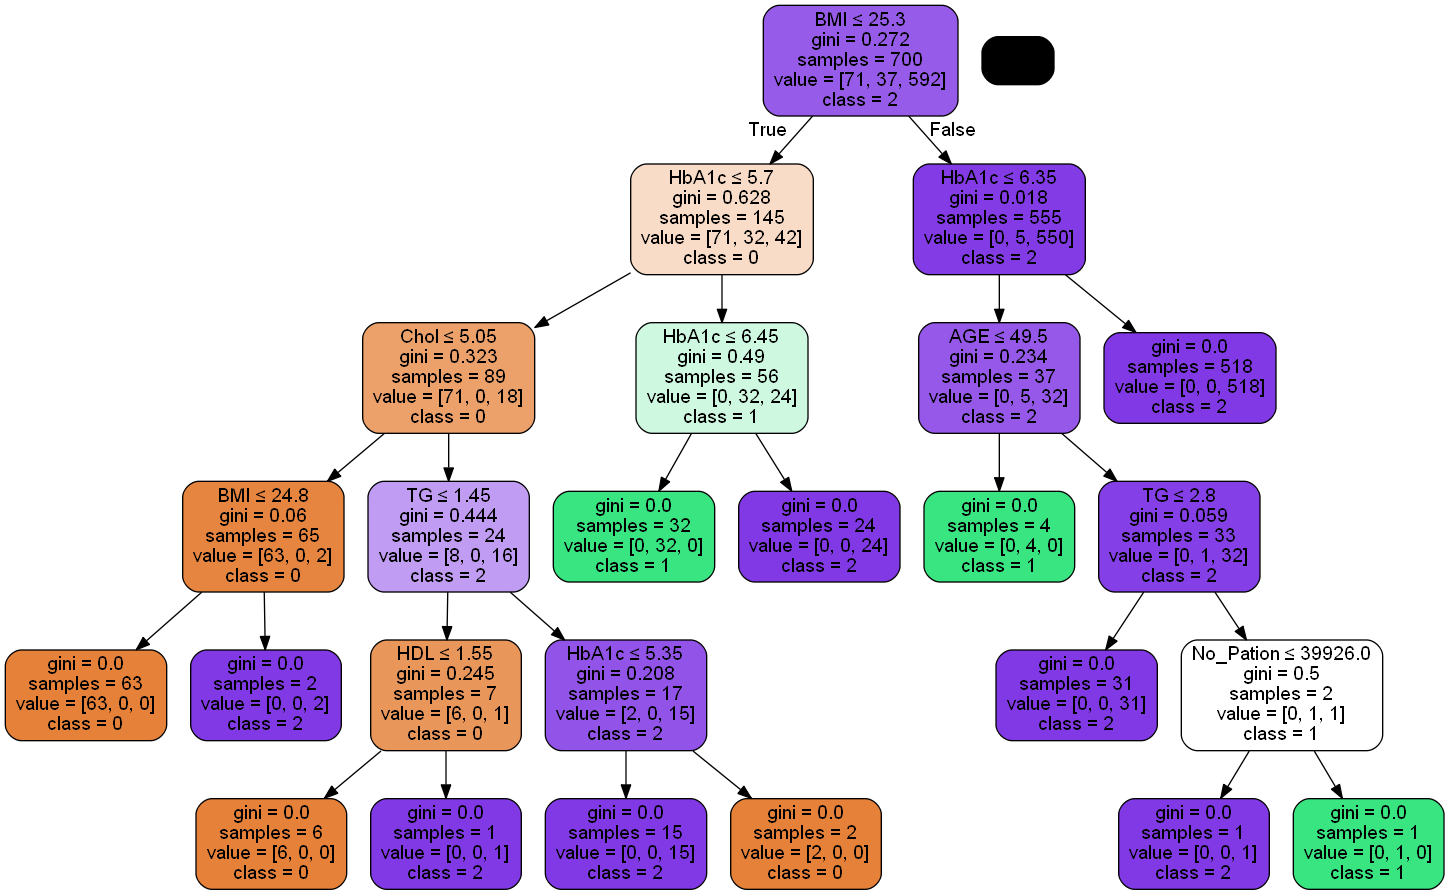 BMI ≤ 25.3
gini = 0.272
samples = 700
value = [71, 37, 592]
class = 2
True
False
HbA1c ≤ 5.7
gini = 0.628
samples = 145
value = [71, 32, 42]
class = 0
HbA1c ≤ 6.35
gini = 0.018
samples = 555
value = [0, 5, 550]
class = 2
Chol ≤ 5.05
gini = 0.323
samples = 89
value = [71, 0, 18]
class = 0
HbA1c ≤ 6.45
gini = 0.49
samples = 56
value = [0, 32, 24]
class = 1
AGE ≤ 49.5
gini = 0.234
samples = 37
value = [0, 5, 32]
class = 2
gini = 0.0
samples = 518
value = [0, 0, 518]
class = 2
BMI ≤ 24.8
gini = 0.06
samples = 65
value = [63, 0, 2]
class = 0
TG ≤ 1.45
gini = 0.444
samples = 24
value = [8, 0, 16]
class = 2
gini = 0.0
samples = 32
value = [0, 32, 0]
class = 1
gini = 0.0
samples = 24
value = [0, 0, 24]
class = 2
gini = 0.0
samples = 4
value = [0, 4, 0]
class = 1
TG ≤ 2.8
gini = 0.059
samples = 33
value = [0, 1, 32]
class = 2
gini = 0.0
samples = 63
value = [63, 0, 0]
class = 0
gini = 0.0
samples = 2
value = [0, 0, 2]
class = 2
HDL ≤ 1.55
gini = 0.245
samples = 7
value = [6, 0, 1]
class = 0
HbA1c ≤ 5.35
gini = 0.208
samples = 17
value = [2, 0, 15]
class = 2
gini = 0.0
samples = 31
value = [0, 0, 31]
class = 2
No_Pation ≤ 39926.0
gini = 0.5
samples = 2
value = [0, 1, 1]
class = 1
gini = 0.0
samples = 6
value = [6, 0, 0]
class = 0
gini = 0.0
samples = 1
value = [0, 0, 1]
class = 2
gini = 0.0
samples = 15
value = [0, 0, 15]
class = 2
gini = 0.0
samples = 2
value = [2, 0, 0]
class = 0
gini = 0.0
samples = 1
value = [0, 0, 1]
class = 2
gini = 0.0
samples = 1
value = [0, 1, 0]
class = 1